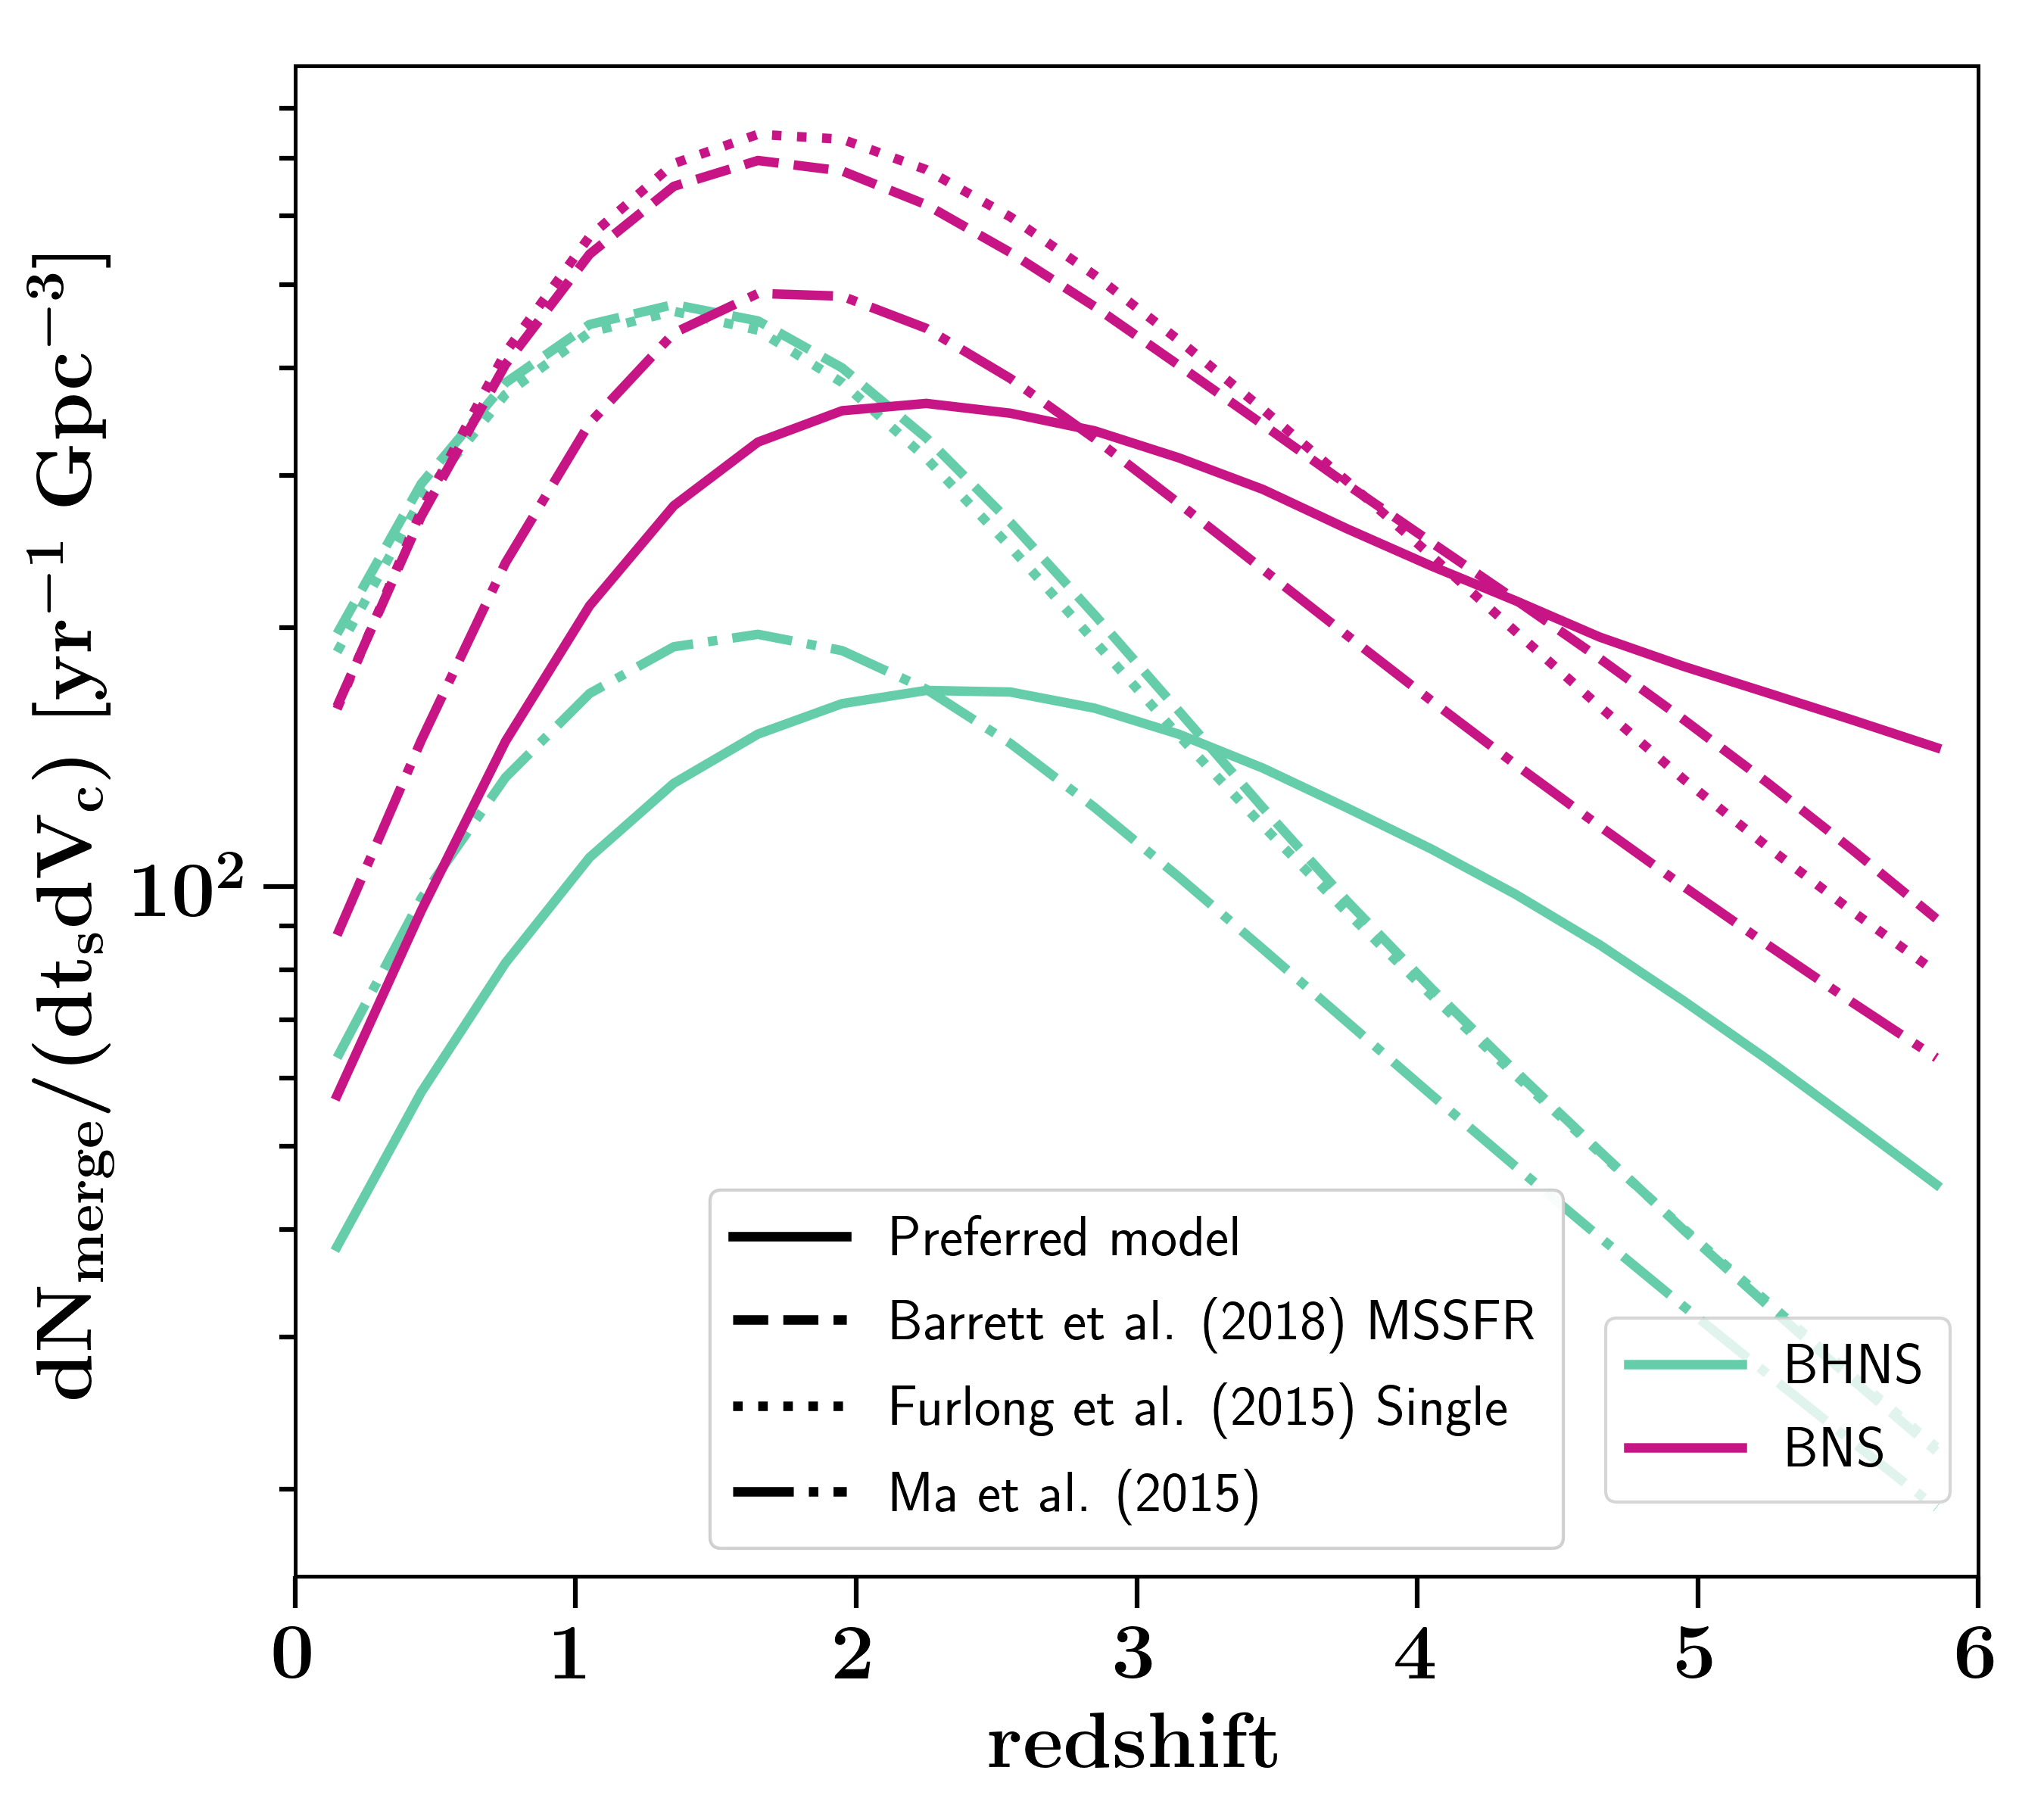 dN_merge/(dt_s dV_c) [yr^−1 Gpc^−3]
10^2
Preferred model
Barrett et al. (2018) MSSFR
Furlong et al. (2015) Single
Ma et al. (2015)
BHNS
BNS
0 1 2 3 4 5 6
redshift